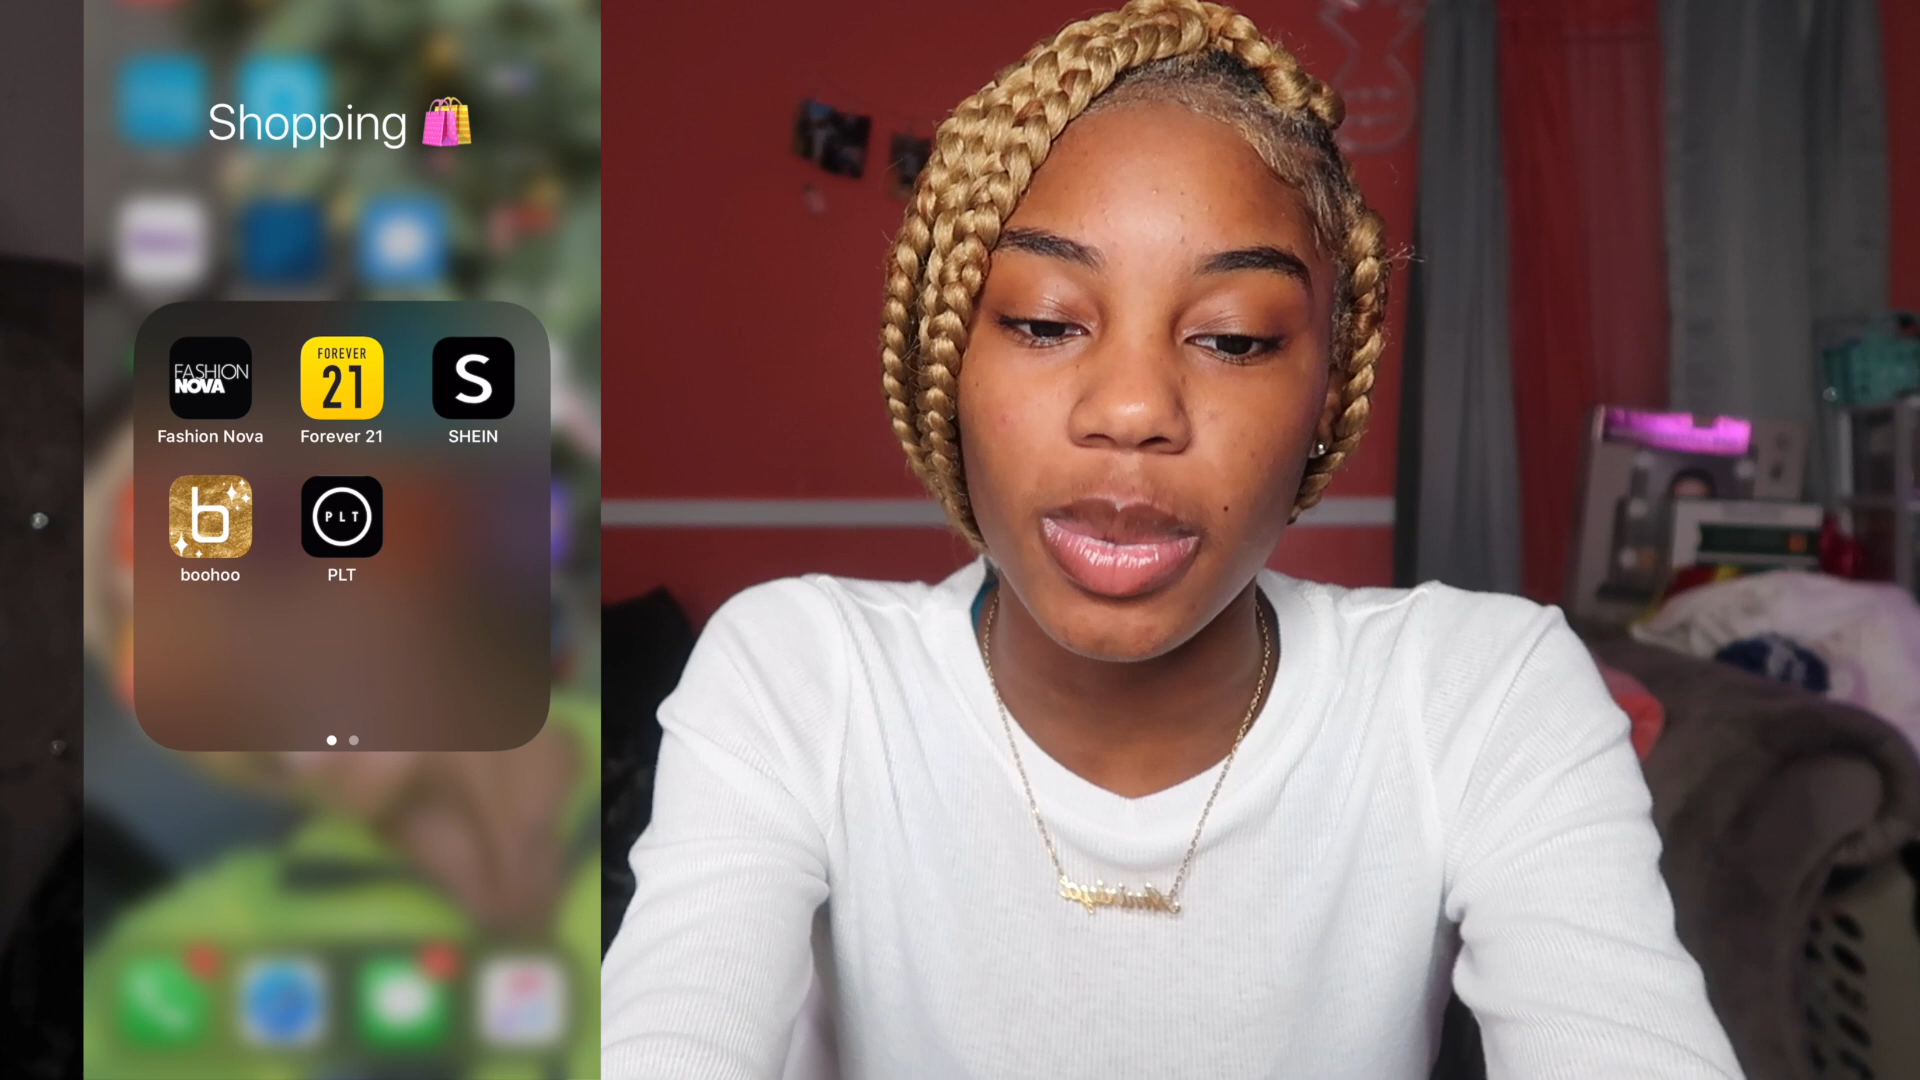 Shopping 🛍️
FASHION
NOVA
FOREVER
21
S
Fashion Nova
Forever 21
SHEIN
b
PLT
boohoo
PLT